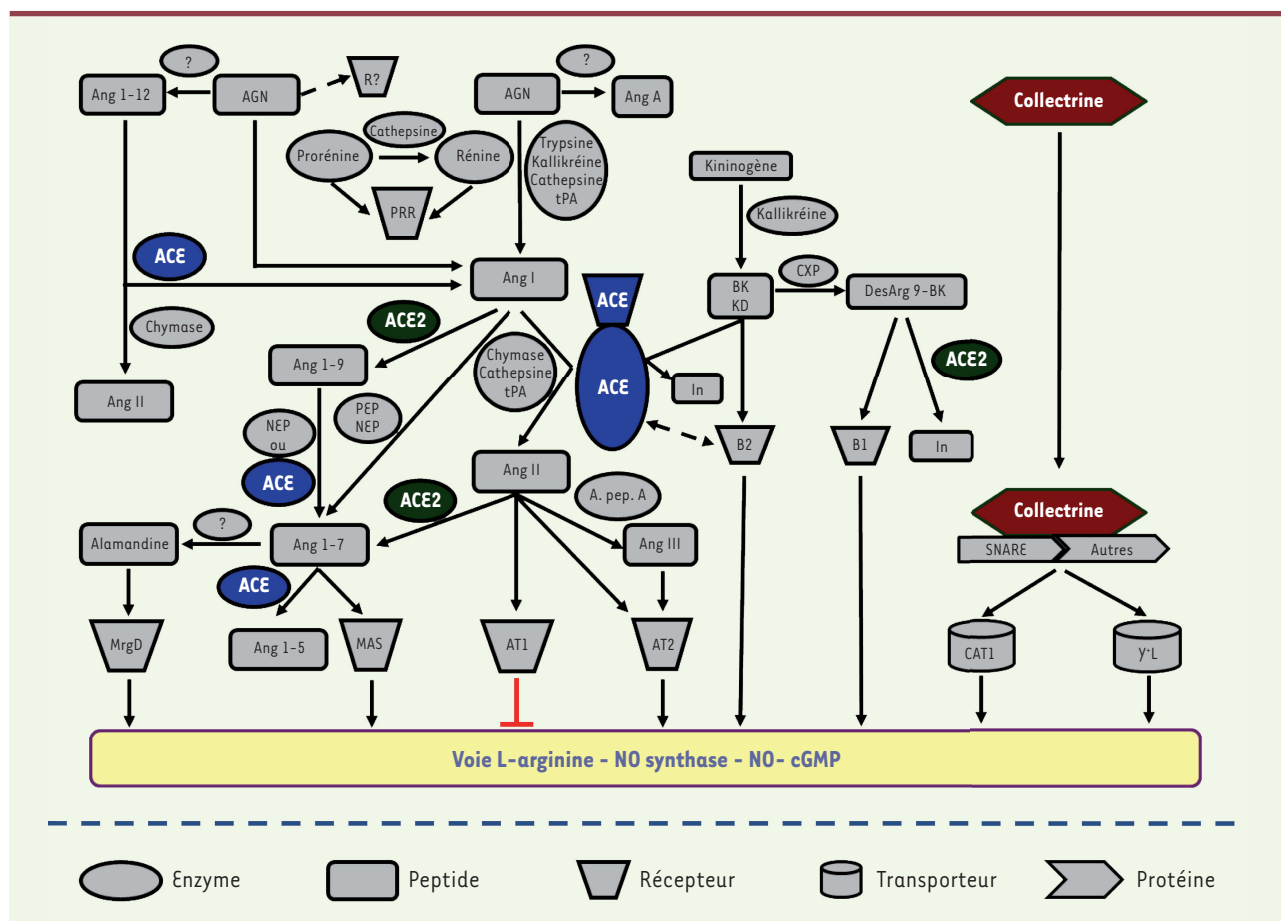 ?
R?
?
Ang 1-12
AGN
AGN
Ang A
Collectrine
Cathepsine
Prorénine
Rénine
Trypsine
Kallikréine
Cathepsine
tPA
Kininogène
PRR
Kallikréine
ACE
Ang I
CXP
BK
KD
DesArg 9-BK
ACE
Chymase
ACE2
Chymase
Cathepsine
tPA
ACE
ACE2
Ang 1-9
In
Ang II
PEP
NEP
NEP
ou
ACE
B2
B1
In
Ang II
A. pep. A
ACE2
Collectrine
?
Alamandine
Ang 1-7
Ang III
SNARE
Autres
ACE
MrgD
Ang 1-5
MAS
AT1
AT2
CAT1
y⁺L
Voie L-arginine - NO synthase - NO- cGMP
Enzyme
Peptide
Récepteur
Transporteur
Protéine